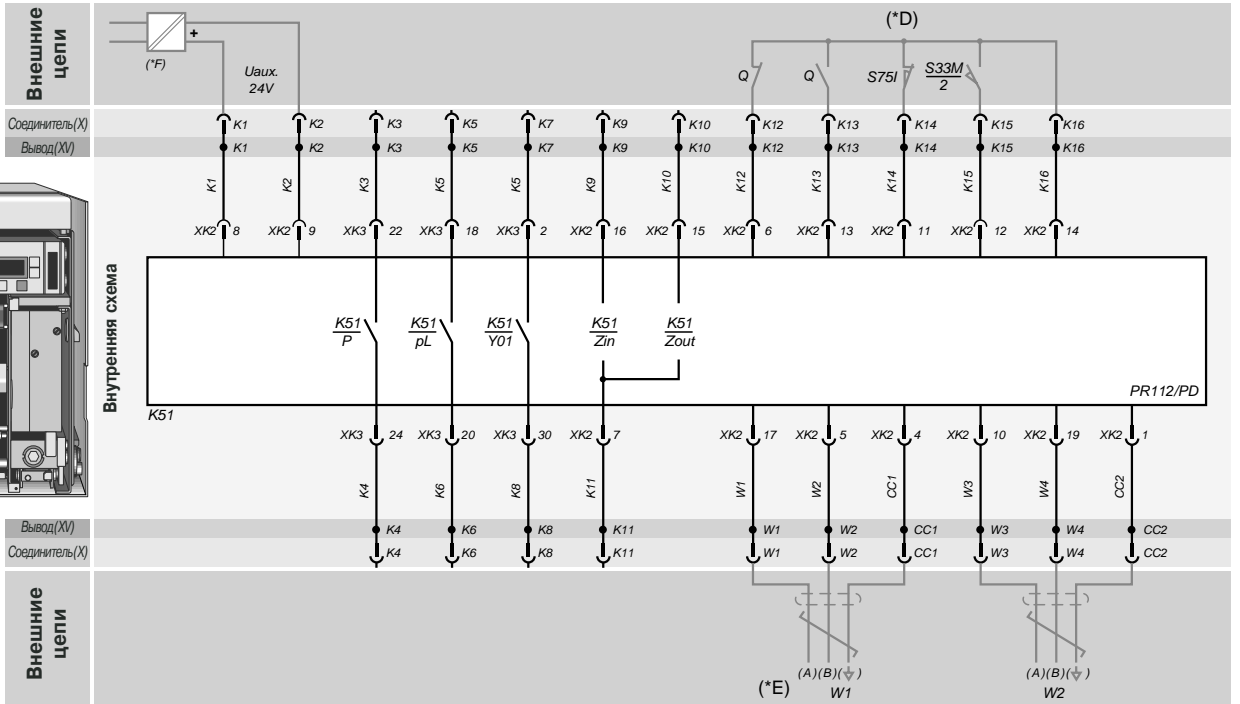 Внешние
цепи
(*F)
+
Uaux.
24V
(*D)
Q
Q
S75I
S33M
2
Соединитель(X)
K1 K2 K3 K5 K7 K9 K10 K12 K13 K14 K15 K16
Вывод(XV)
K1 K2 K3 K5 K7 K9 K10 K12 K13 K14 K15 K16
K1 K2 K3 K5 K5 K9 K10 K12 K13 K14 K15 K16
XK2 8 XK2 9 XK3 22 XK3 18 XK3 2 XK2 16 XK2 15 XK2 6 XK2 13 XK2 11 XK2 12 XK2 14
Внутренняя схема
K51 K51 K51 K51 K51
P pL Y01 Zin Zout
PR112/PD
K51
XK3 24 XK3 20 XK3 30 XK2 7 XK2 17 XK2 5 XK2 4 XK2 10 XK2 19 XK2 1
K4 K6 K8 K11 W1 W2 CC1 W3 W4 CC2
Вывод(XV)
K4 K6 K8 K11 W1 W2 CC1 W3 W4 CC2
Соединитель(X)
K4 K6 K8 K11 W1 W2 CC1 W3 W4 CC2
Внешние
цепи
(A)(B)( ) (A)(B)( )
(*E) W1 W2